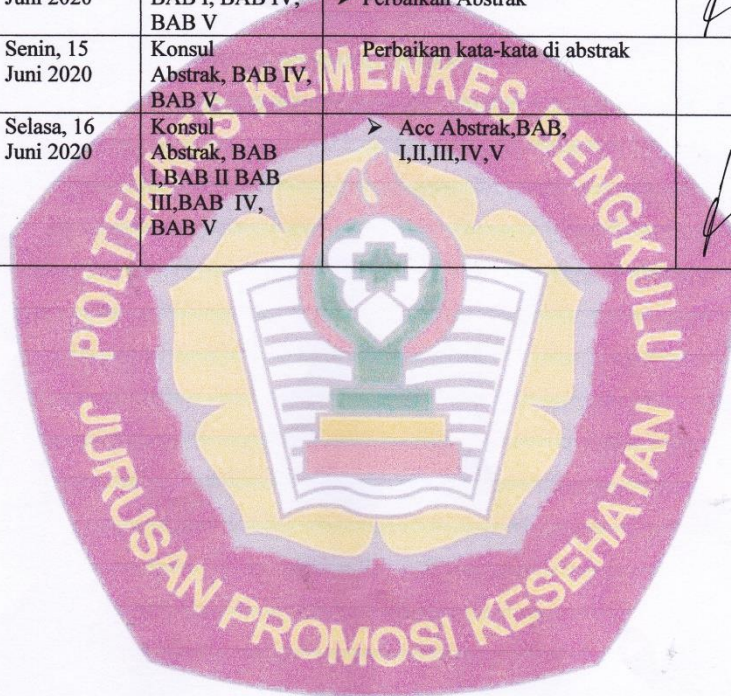 Juni 2020 BAB I, BAB IV, ➤ Perbaikan Abstrak
BAB V
Senin, 15 Konsul Perbaikan kata-kata di abstrak
Juni 2020 Abstrak, BAB IV,
BAB V
Selasa, 16 Konsul ➤ Acc Abstrak,BAB,
Juni 2020 Abstrak, BAB I,II,III,IV,V
I,BAB II BAB
III,BAB IV,
BAB V
POLTEKKES KEMENKES BENGKULU
JURUSAN PROMOSI KESEHATAN